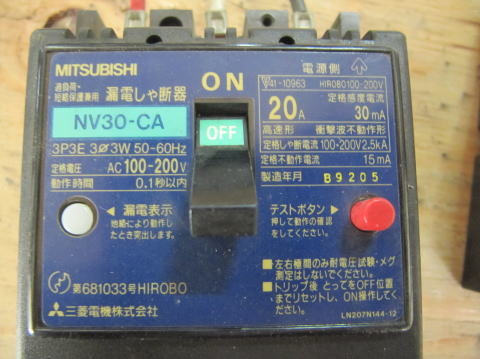 MITSUBISHI
過負荷・
短絡保護兼用 漏電しゃ断器
NV30-CA
3P3E 3ø3W 50-60Hz
定格電圧 AC100-200V
動作時間 0.1秒以内
◀漏電表示
地絡により動作し
たとき突出します。
第681033号HIROBO
三菱電機株式会社
ON
OFF
電源側
41-10963 HIR080100-200V
20A 定格感度電流
30mA
高速形 衝撃波不動作形
定格しゃ断電流 100・200V2.5kA
定格不動作電流 15mA
製造年月 B9205
テストボタン▶
押して動作の確認
をしてください。
■左右極間のみ耐電圧試験・メグ
測定はしないでください。
■トリップ後 とってをOFF位置
までリセットし、ON操作してく
ださい。
LN207N144-12